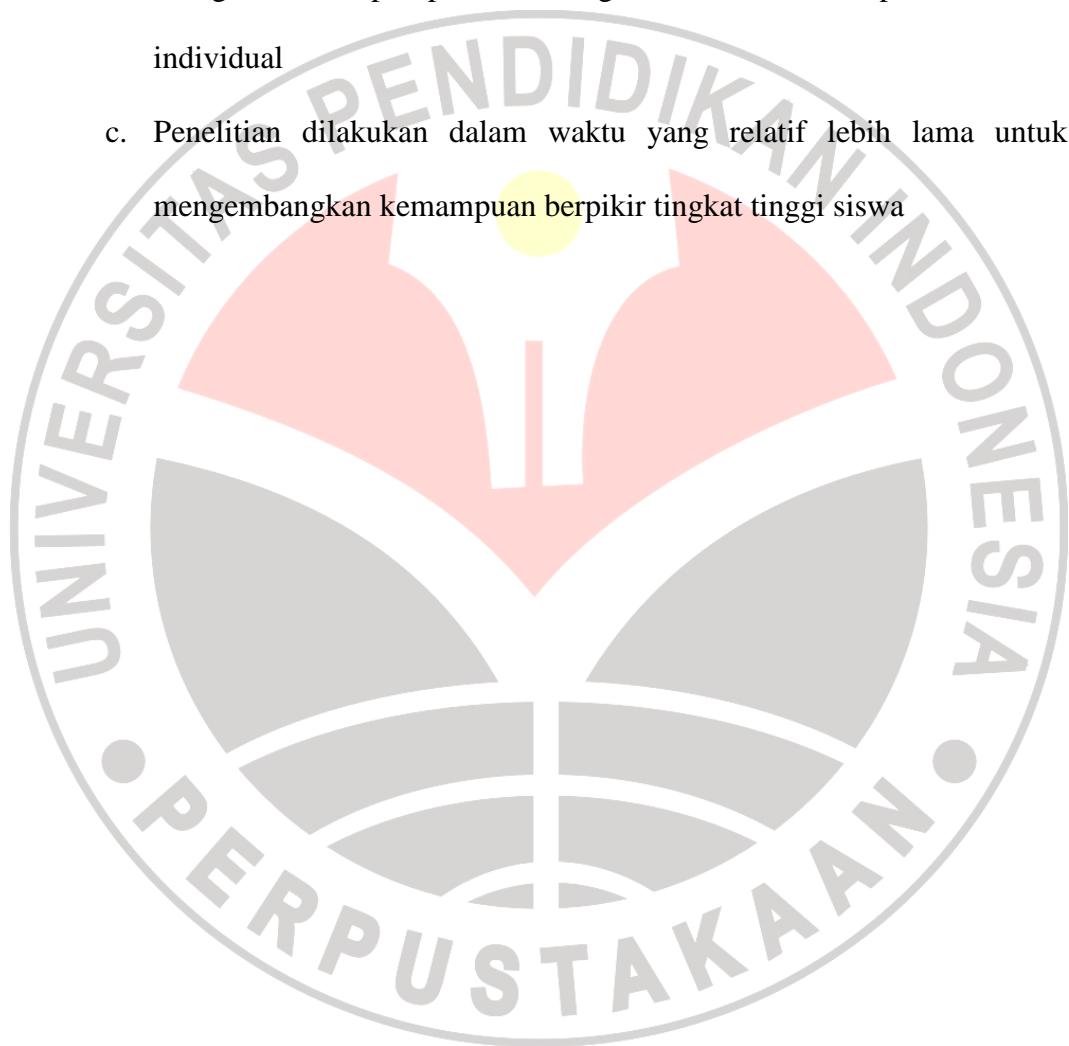 individual
c. Penelitian dilakukan dalam waktu yang relatif lebih lama untuk
mengembangkan kemampuan berpikir tingkat tinggi siswa
UNIVERSITAS PENDIDIKAN INDONESIA
PERPUSTAKAAN